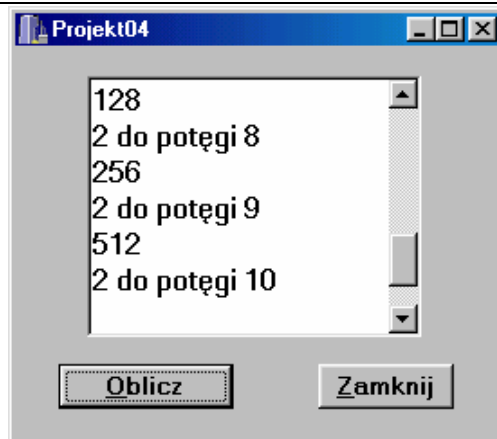 Projekt04
128
2 do potęgi 8
256
2 do potęgi 9
512
2 do potęgi 10
Oblicz
Zamknij